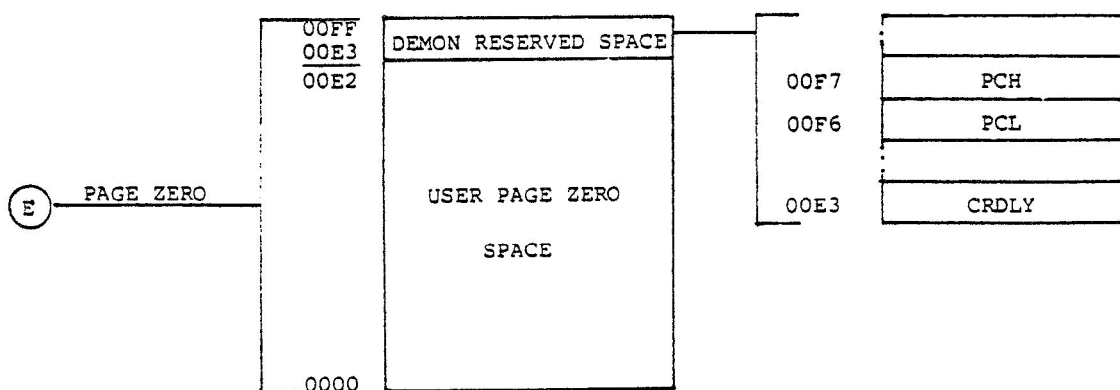 E
PAGE ZERO
00FF
00E3
00E2
0000
DEMON RESERVED SPACE
USER PAGE ZERO
SPACE
00F7 PCH
00F6 PCL
00E3 CRDLY